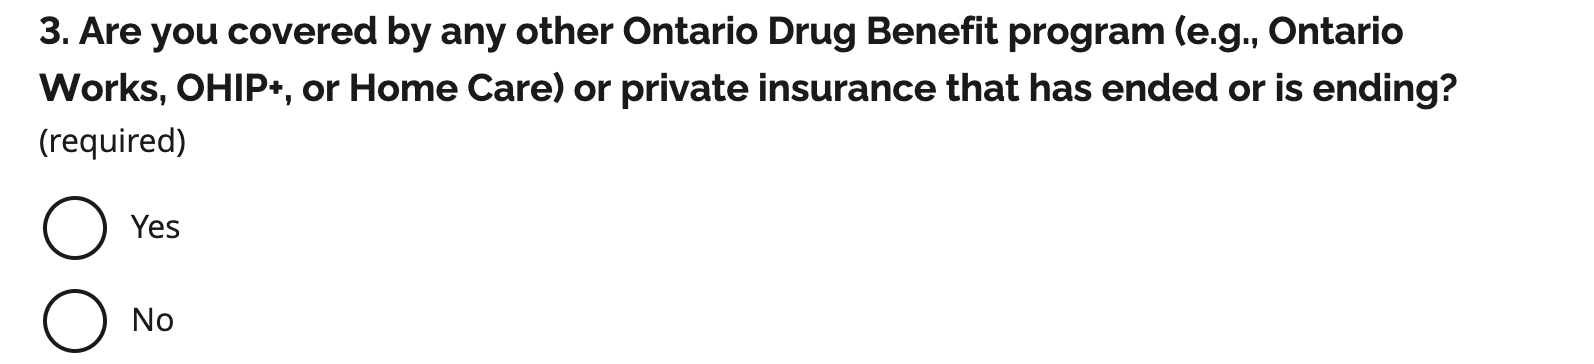 3. Are you covered by any other Ontario Drug Benefit program (e.g., Ontario
Works, OHIP+, or Home Care) or private insurance that has ended or is ending?
(required)
Yes
No